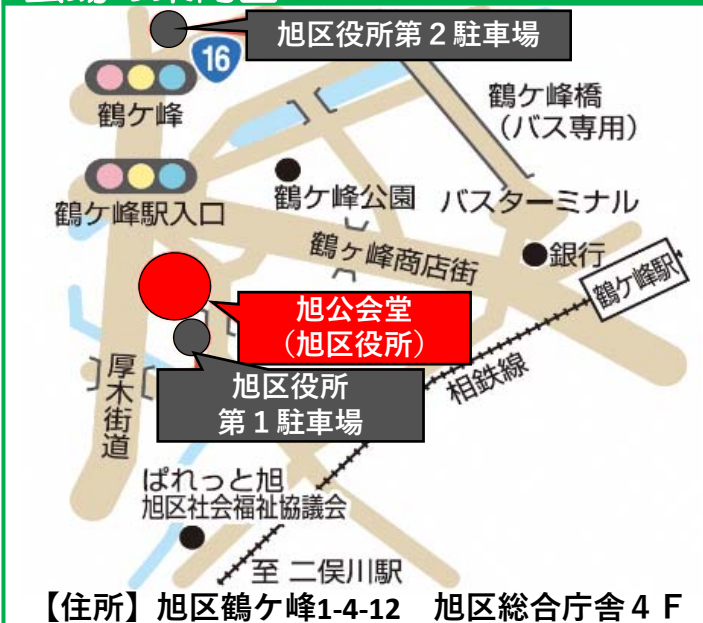 旭区役所第２駐車場
16
鶴ケ峰
鶴ケ峰橋
（バス専用）
鶴ケ峰駅入口
鶴ケ峰公園
バスターミナル
鶴ヶ峰商店街
銀行
鶴ケ峰駅
旭公会堂
（旭区役所）
旭区役所
第１駐車場
厚木街道
相鉄線
ぱれっと旭
旭区社会福祉協議会
至 二俣川駅
【住所】旭区鶴ケ峰1-4-12　旭区総合庁舎４Ｆ